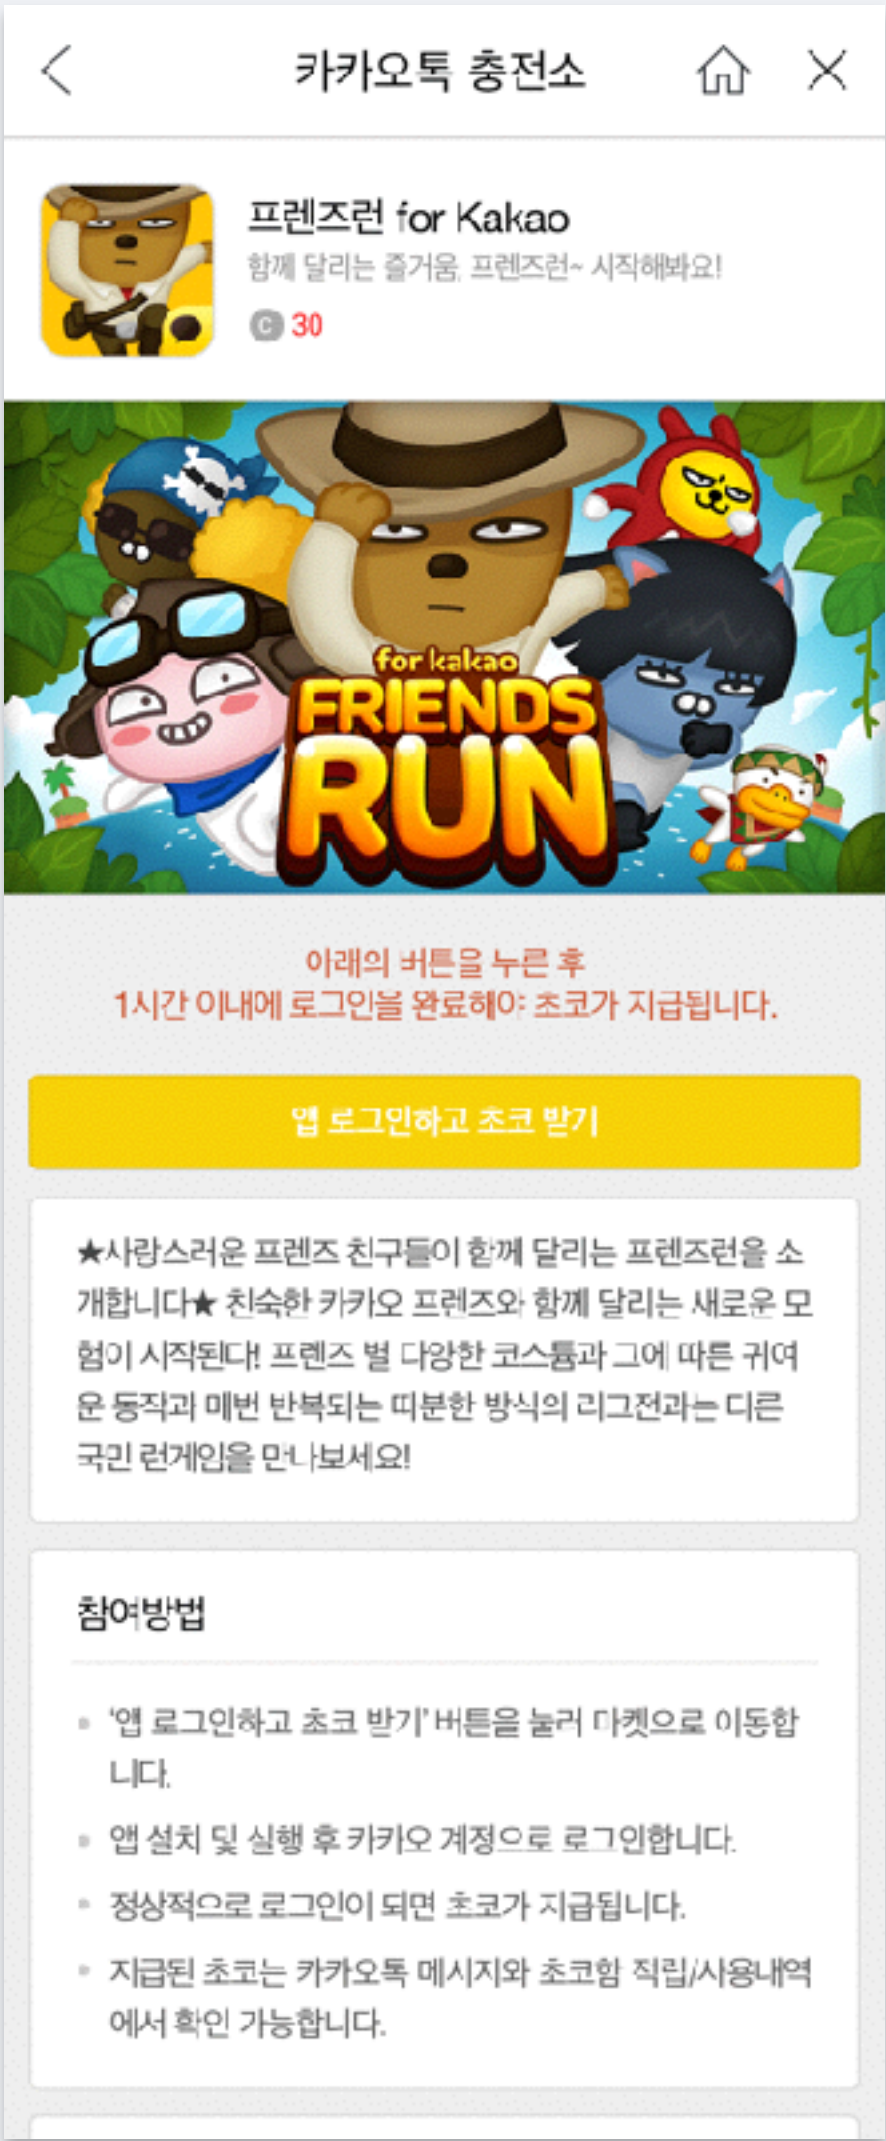 카카오톡 충전소
프렌즈런 for Kakao
함께 달리는 즐거움, 프렌즈런~ 시작해봐요!
C 30
for kakao
FRIENDS
RUN
아래의 버튼을 누른 후
1시간 이내에 로그인을 완료해야 초코가 지급됩니다.
앱 로그인하고 초코 받기
★사랑스러운 프렌즈 친구들이 함께 달리는 프렌즈런을 소
개합니다★ 친숙한 카카오 프렌즈와 함께 달리는 새로운 모
험이 시작된다! 프렌즈 별 다양한 코스튬과 그에 따른 귀여
운 동작과 매번 반복되는 따분한 방식의 리그전과는 다른
국민 런게임을 만나보세요!
참여방법
'앱 로그인하고 초코 받기' 버튼을 눌러 마켓으로 이동합
니다.
앱 설치 및 실행 후 카카오 계정으로 로그인합니다.
정상적으로 로그인이 되면 초코가 지급됩니다.
지급된 초코는 카카오톡 메시지와 초코함 적립/사용내역
에서 확인 가능합니다.